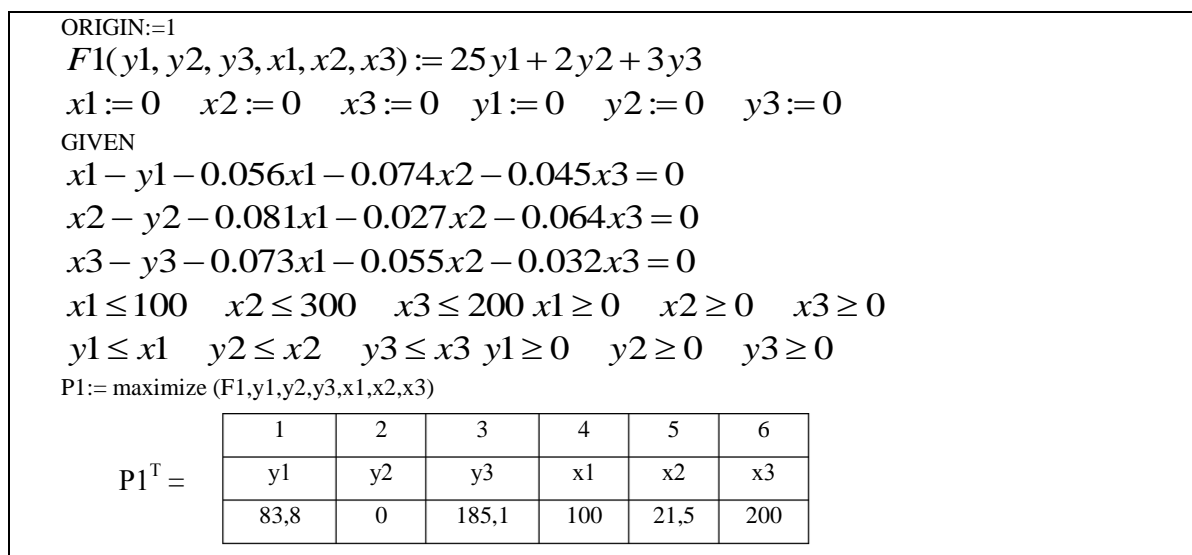 ORIGIN:=1
F1(y1, y2, y3, x1, x2, x3) := 25y1 + 2y2 + 3y3
x1 := 0 x2 := 0 x3 := 0 y1 := 0 y2 := 0 y3 := 0
GIVEN
x1 − y1 − 0.056x1 − 0.074x2 − 0.045x3 = 0
x2 − y2 − 0.081x1 − 0.027x2 − 0.064x3 = 0
x3 − y3 − 0.073x1 − 0.055x2 − 0.032x3 = 0
x1 ≤ 100 x2 ≤ 300 x3 ≤ 200 x1 ≥ 0 x2 ≥ 0 x3 ≥ 0
y1 ≤ x1 y2 ≤ x2 y3 ≤ x3 y1 ≥ 0 y2 ≥ 0 y3 ≥ 0
P1:= maximize (F1,y1,y2,y3,x1,x2,x3)
1 2 3 4 5 6
P1ᵀ = y1 y2 y3 x1 x2 x3
83,8 0 185,1 100 21,5 200